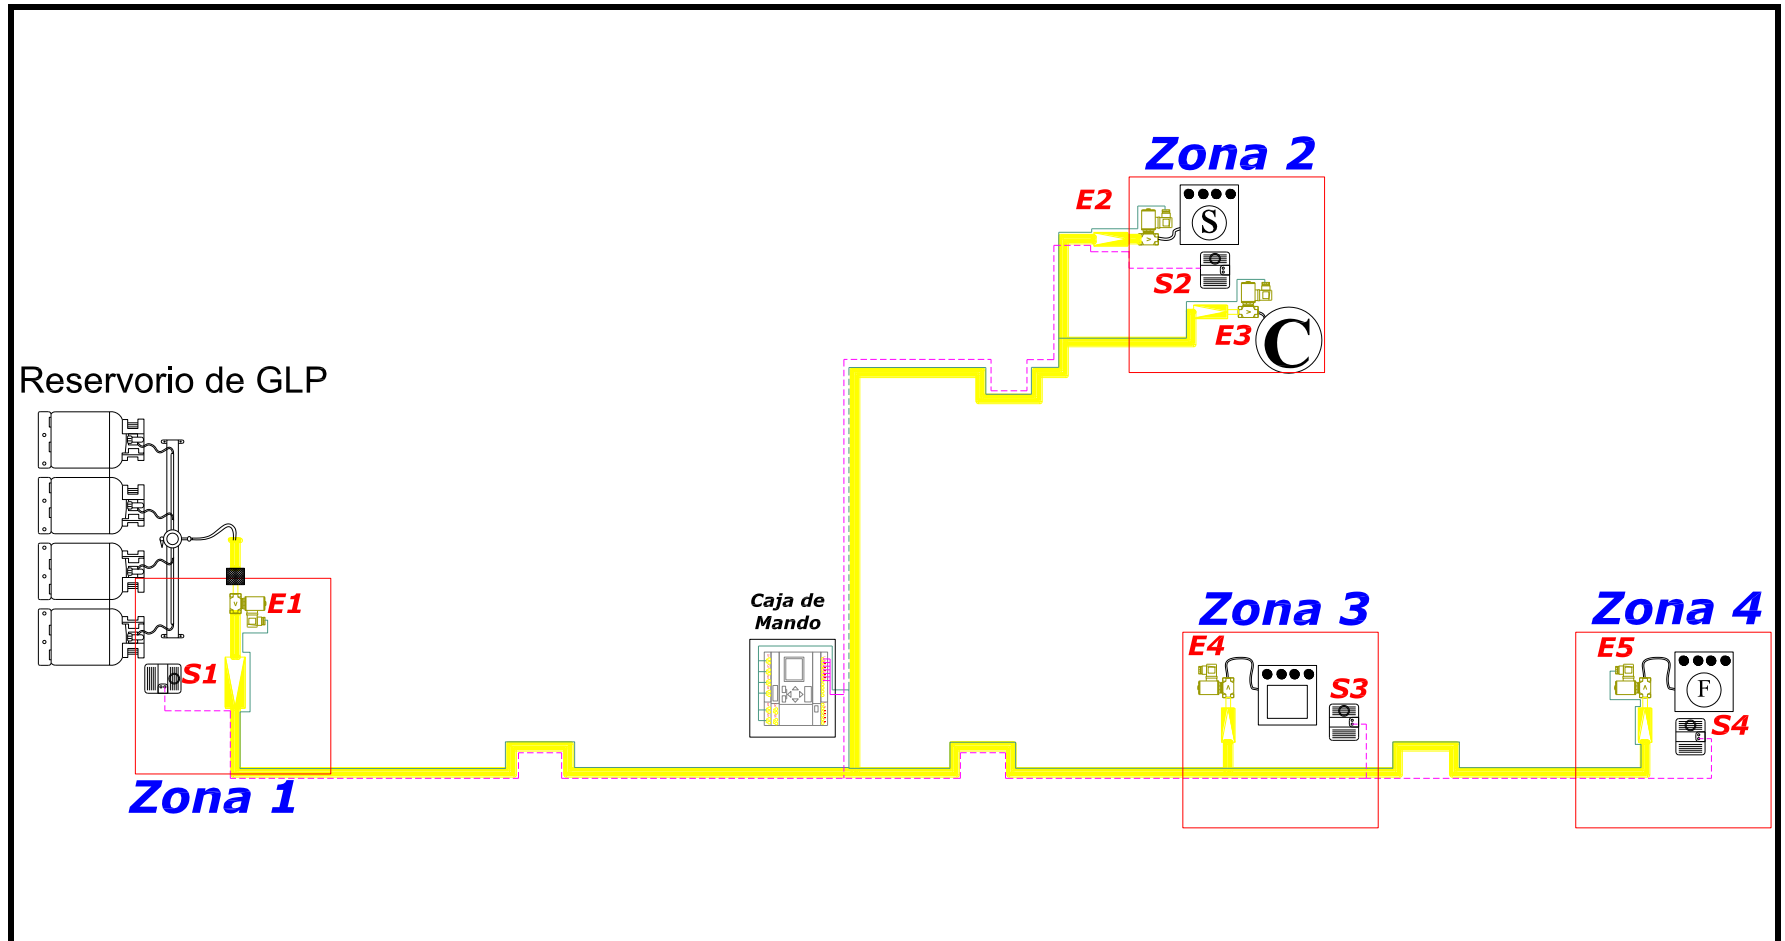 Zona 2
E2
S
S2
E3
C
Reservorio de GLP
E1
S1
Zona 1
Caja de
Mando
Zona 3
E4
S3
Zona 4
E5
F
S4